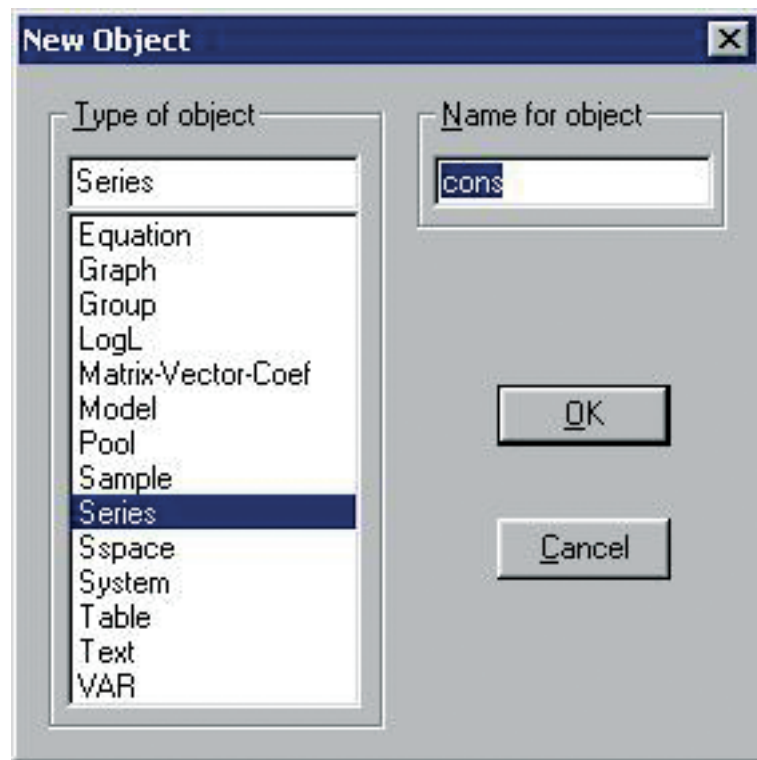 New Object
Type of object
Series
Equation
Graph
Group
LogL
Matrix-Vector-Coef
Model
Pool
Sample
Series
Sspace
System
Table
Text
VAR
Name for object
cons
OK
Cancel